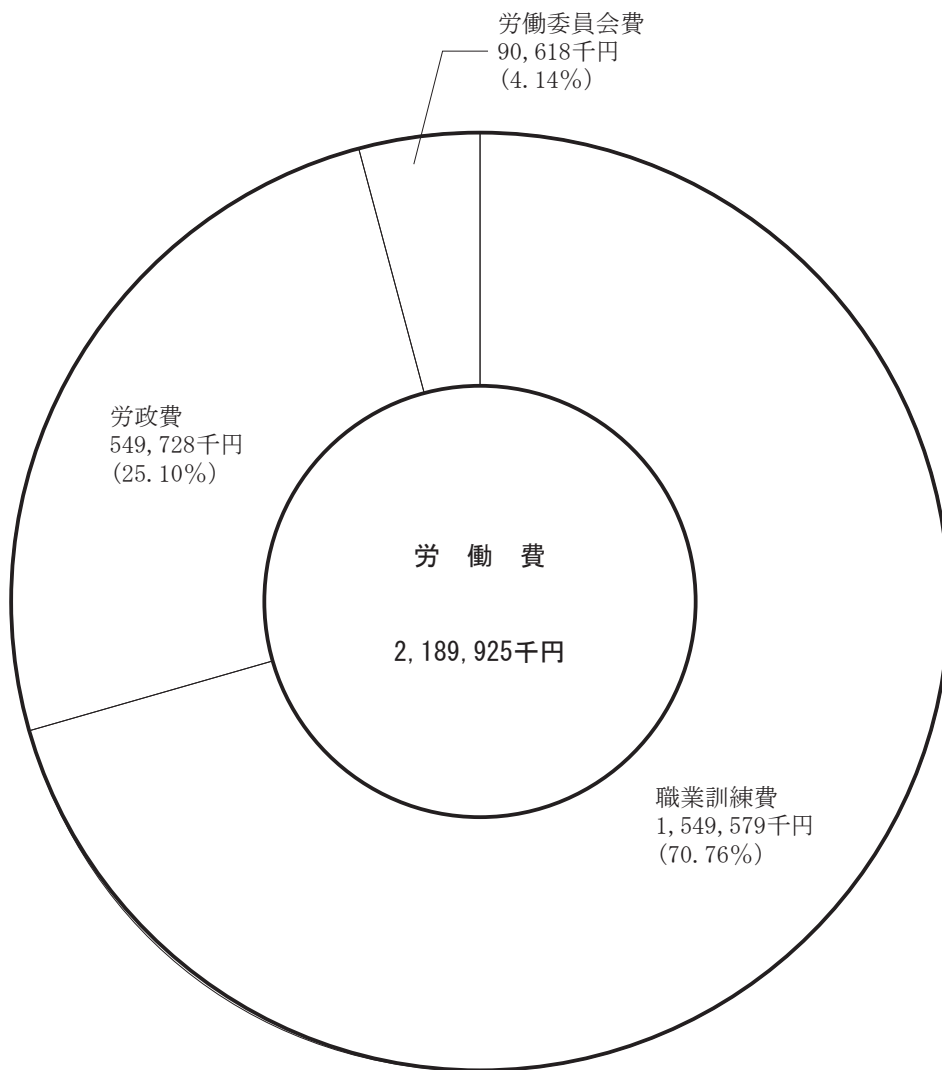 労働委員会費
90,618千円
(4.14%)
労政費
549,728千円
(25.10%)
労 働 費
2,189,925千円
職業訓練費
1,549,579千円
(70.76%)